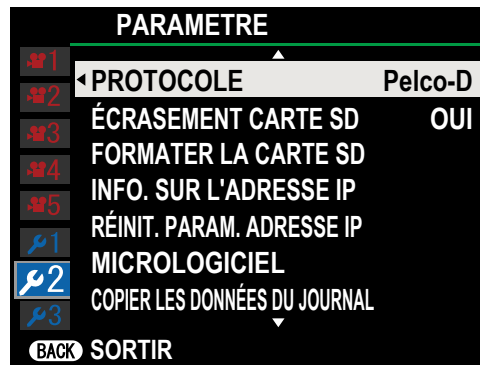 PARAMETRE
1
PROTOCOLE Pelco-D
2
ÉCRASEMENT CARTE SD OUI
3
FORMATER LA CARTE SD
4
INFO. SUR L'ADRESSE IP
5
RÉINIT. PARAM. ADRESSE IP
1
MICROLOGICIEL
2
COPIER LES DONNÉES DU JOURNAL
3
BACK SORTIR